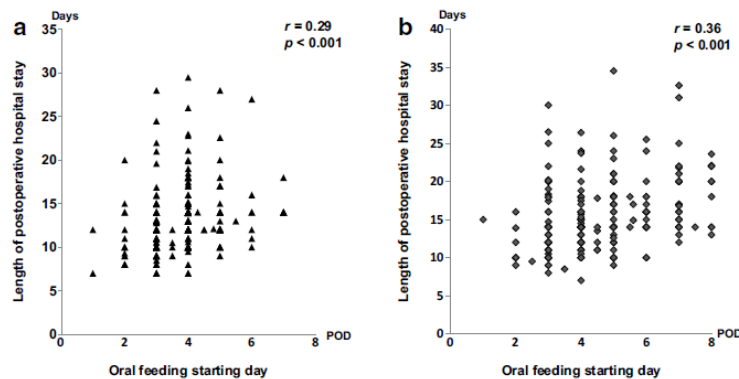 a
Days
r = 0.29
p < 0.001
35
30
25
20
15
10
5
0
Length of postoperative hospital stay
0
2
4
6
8
POD
Oral feeding starting day
b
Days
r = 0.36
p < 0.001
40
35
30
25
20
15
10
5
0
Length of postoperative hospital stay
0
2
4
6
8
POD
Oral feeding starting day